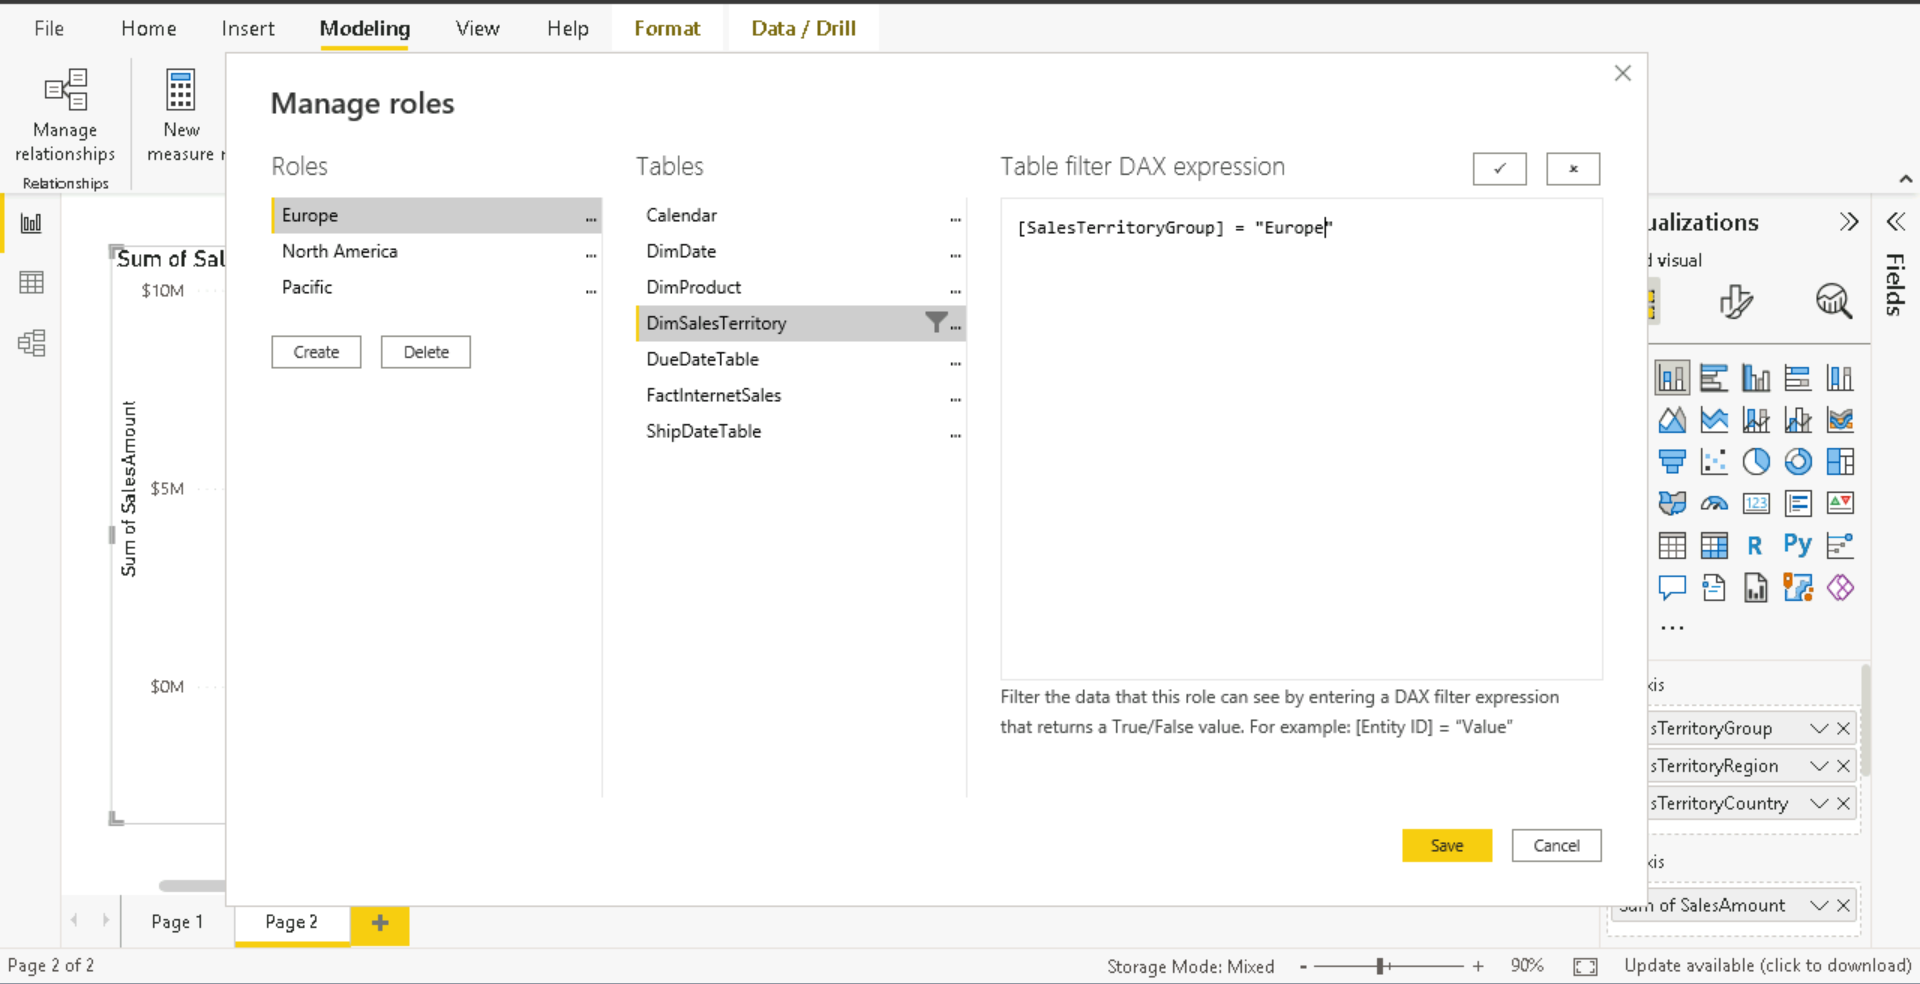 File Home Insert Modeling View Help Format Data / Drill
Manage relationships
Relationships
New measure
Manage roles
Roles
Europe ...
North America ...
Pacific ...
Create Delete
Tables
Calendar ...
DimDate ...
DimProduct ...
DimSalesTerritory ...
DueDateTable ...
FactInternetSales ...
ShipDateTable ...
Table filter DAX expression
[SalesTerritoryGroup] = "Europe"
Filter the data that this role can see by entering a DAX filter expression
that returns a True/False value. For example: [Entity ID] = "Value"
Save Cancel
Sum of Sal
$10M
$5M
$0M
Sum of SalesAmount
ualizations
d visual
Fields
123
R Py
...
xis
sTerritoryGroup
sTerritoryRegion
sTerritoryCountry
xis
Sum of SalesAmount
Page 1 Page 2 +
Page 2 of 2
Storage Mode: Mixed - + 90% Update available (click to download)